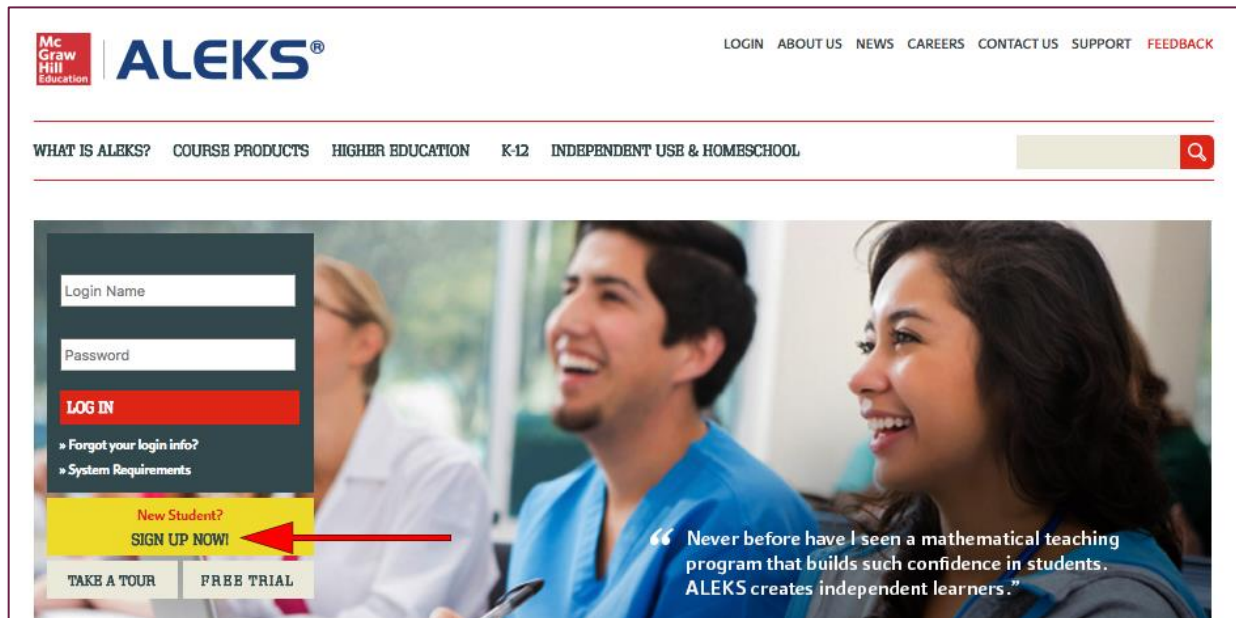 Mc
Graw
Hill
Education
ALEKS®
LOGIN ABOUT US NEWS CAREERS CONTACT US SUPPORT FEEDBACK
WHAT IS ALEKS? COURSE PRODUCTS HIGHER EDUCATION K-12 INDEPENDENT USE & HOMESCHOOL
Login Name
Password
LOG IN
» Forgot your login info?
» System Requirements
New Student?
SIGN UP NOW!
TAKE A TOUR FREE TRIAL
“ Never before have I seen a mathematical teaching
program that builds such confidence in students.
ALEKS creates independent learners.”